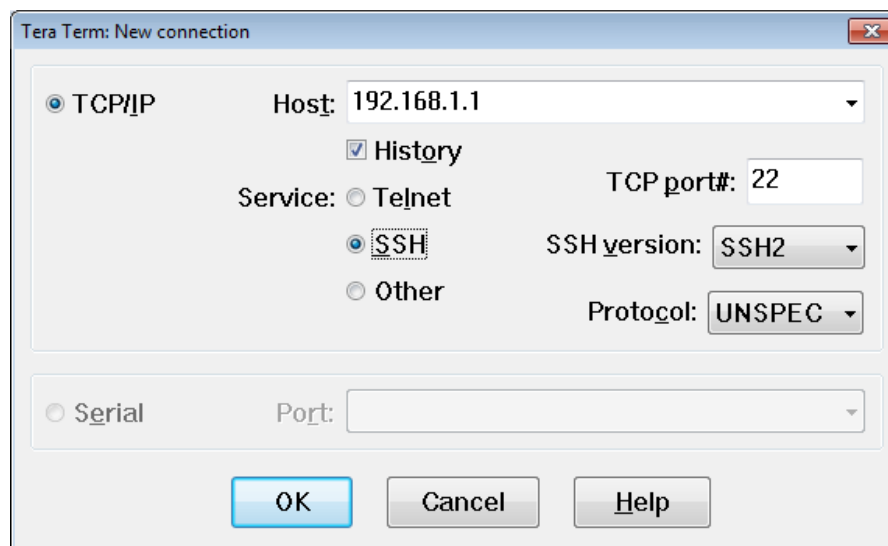 Tera Term: New connection
TCP/IP Host: 192.168.1.1
History
TCP port#: 22
Service: Telnet
SSH SSH version: SSH2
Other
Protocol: UNSPEC
Serial Port:
OK Cancel Help